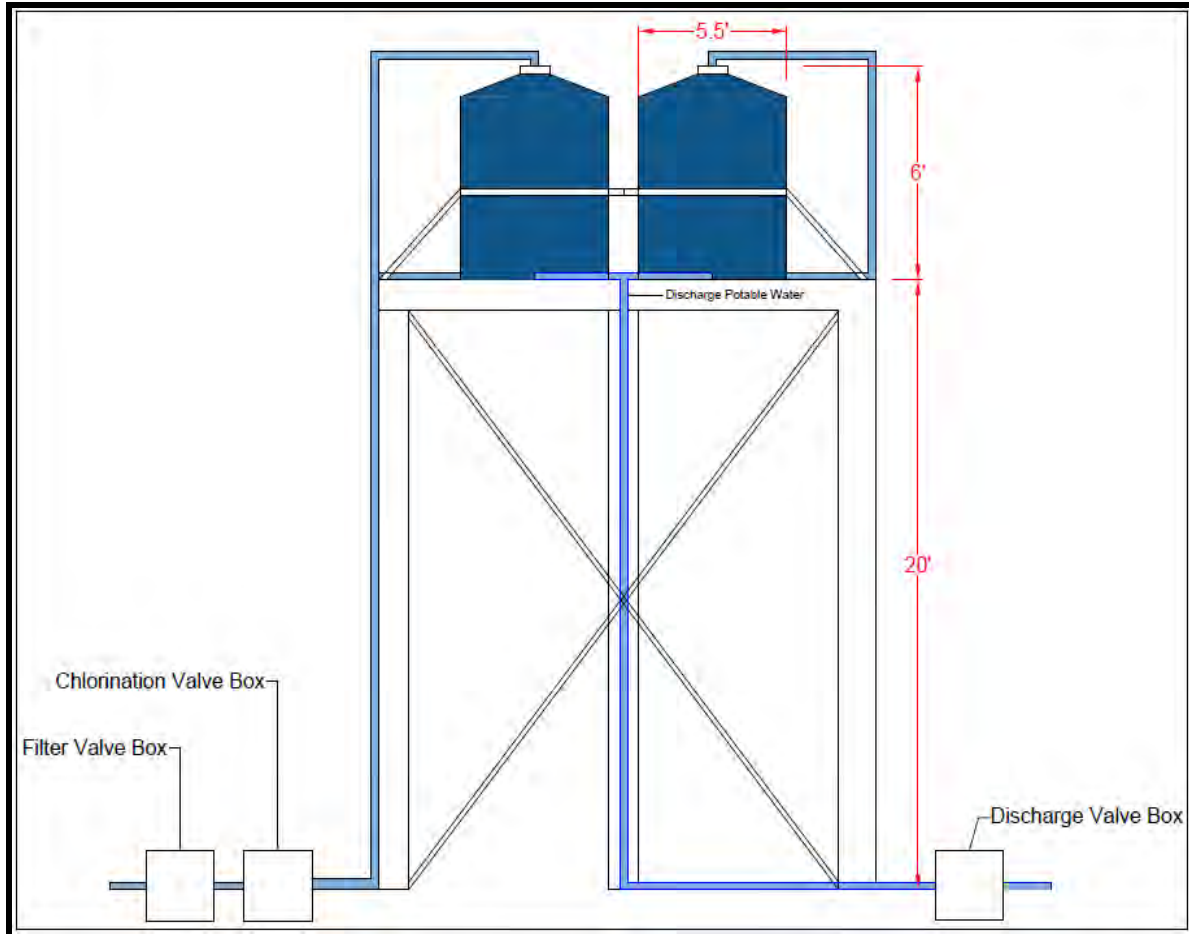 5.5'
6'
Discharge Potable Water
20'
Chlorination Valve Box
Filter Valve Box
Discharge Valve Box